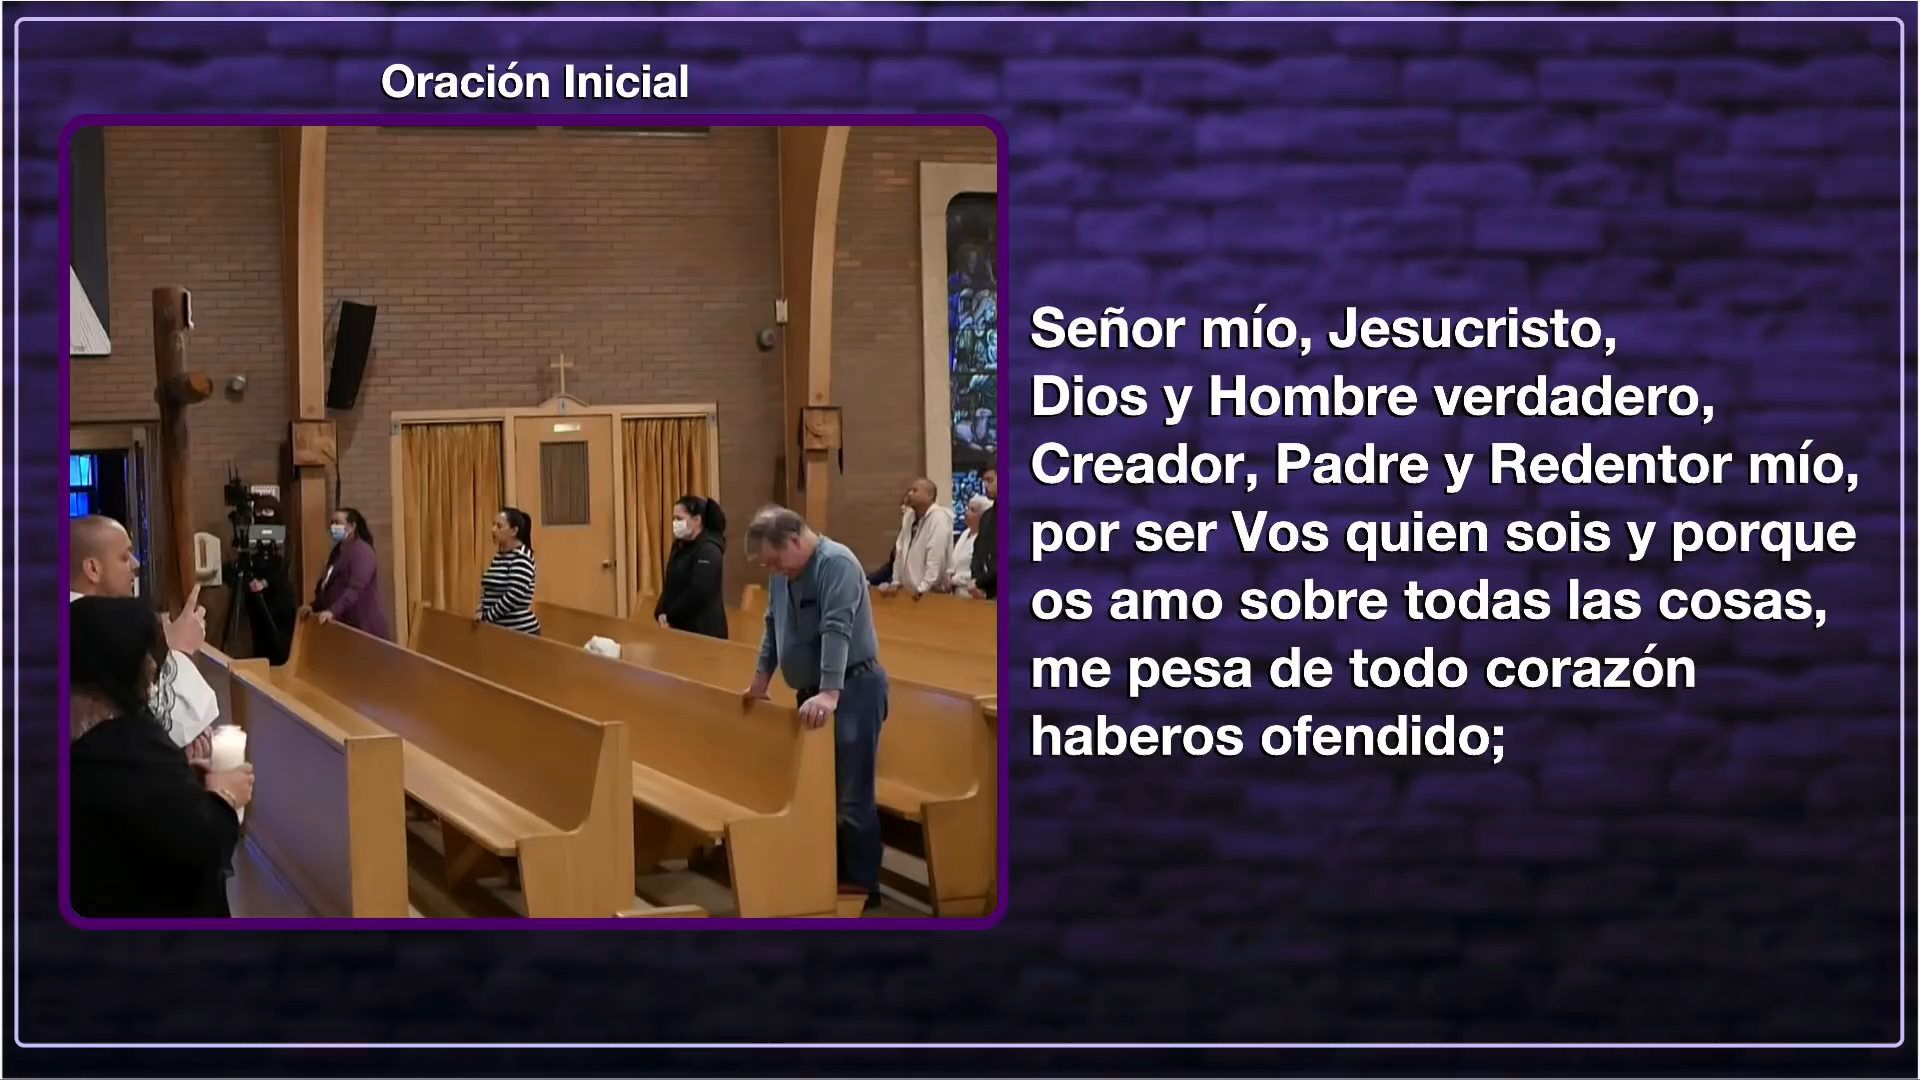 Oración Inicial
Señor mío, Jesucristo,
Dios y Hombre verdadero,
Creador, Padre y Redentor mío,
por ser Vos quien sois y porque
os amo sobre todas las cosas,
me pesa de todo corazón
haberos ofendido;